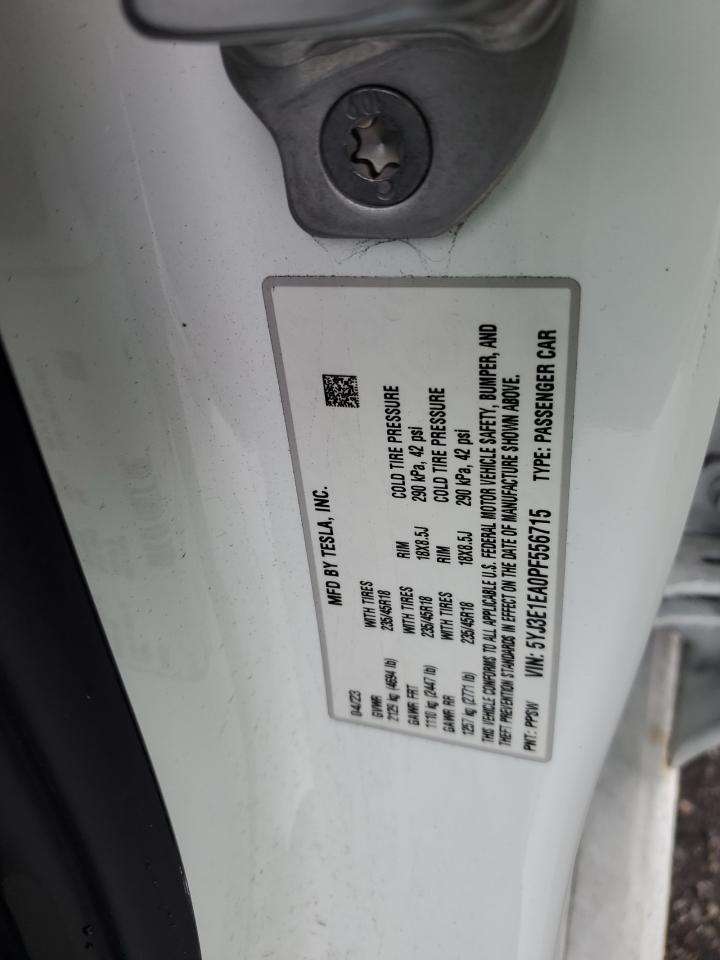 MFD BY TESLA, INC.
04/23
GVWR WITH TIRES RIM COLD TIRE PRESSURE
2129 kg (4694 lb) 235/45R18 18X8.5J 290 kPa, 42 psi
GAWR FRT WITH TIRES RIM COLD TIRE PRESSURE
1110 kg (2447 lb) 235/45R18 18X8.5J 290 kPa, 42 psi
GAWR RR
1257 kg (2771 lb) 235/45R18
THIS VEHICLE CONFORMS TO ALL APPLICABLE U.S. FEDERAL MOTOR VEHICLE SAFETY, BUMPER, AND
THEFT PREVENTION STANDARDS IN EFFECT ON THE DATE OF MANUFACTURE SHOWN ABOVE.
PNT: PPSW VIN: 5YJ3E1EA0PF556715 TYPE: PASSENGER CAR